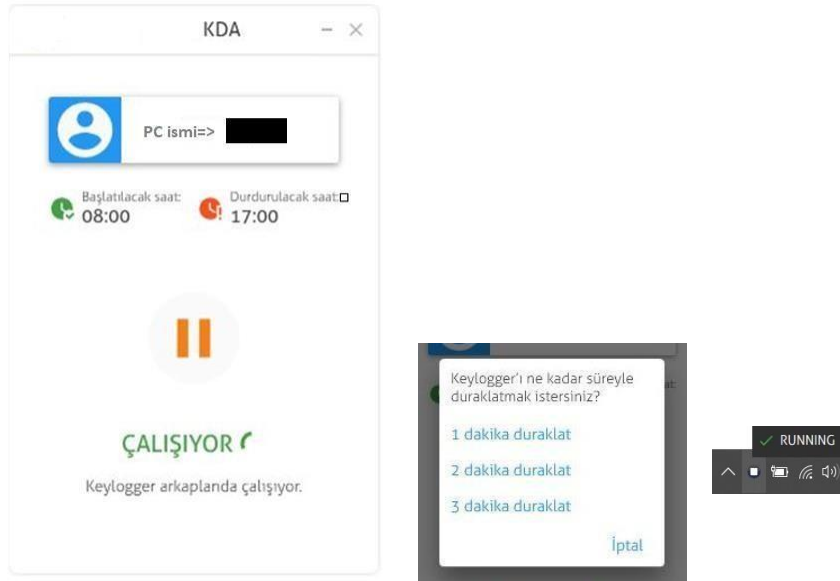 KDA
PC ismi=>
Başlatılacak saat:
08:00
Durdurulacak saat:
17:00
ÇALIŞIYOR
Keylogger arkaplanda çalışıyor.
Keylogger'ı ne kadar süreyle
duraklatmak istersiniz?
1 dakika duraklat
2 dakika duraklat
3 dakika duraklat
İptal
RUNNING